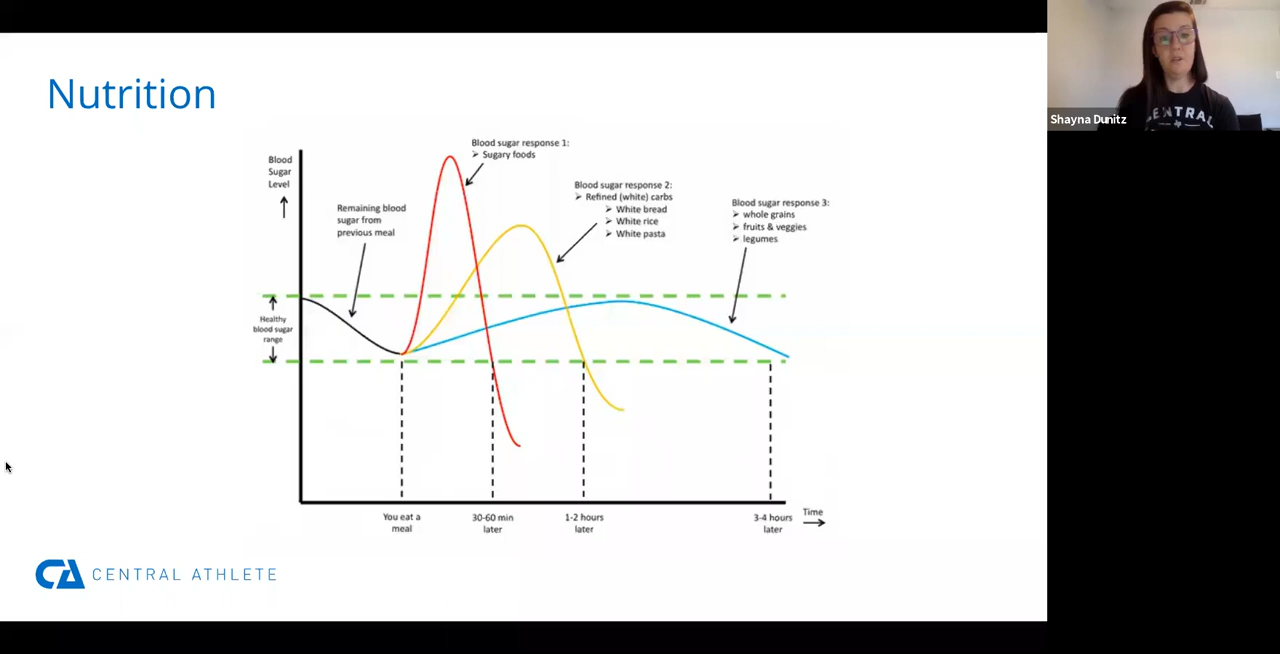 Nutrition
Blood
Sugar
Level
Remaining blood
sugar from
previous meal
Blood sugar response 1:
➢ Sugary foods
Blood sugar response 2:
➢ Refined (white) carbs
➢ White bread
➢ White rice
➢ White pasta
Blood sugar response 3:
➢ whole grains
➢ fruits & veggies
➢ legumes
Healthy
blood sugar
range
You eat a
meal
30-60 min
later
1-2 hours
later
3-4 hours
later
Time
CA CENTRAL ATHLETE
CENTRAL
Shayna Dunitz